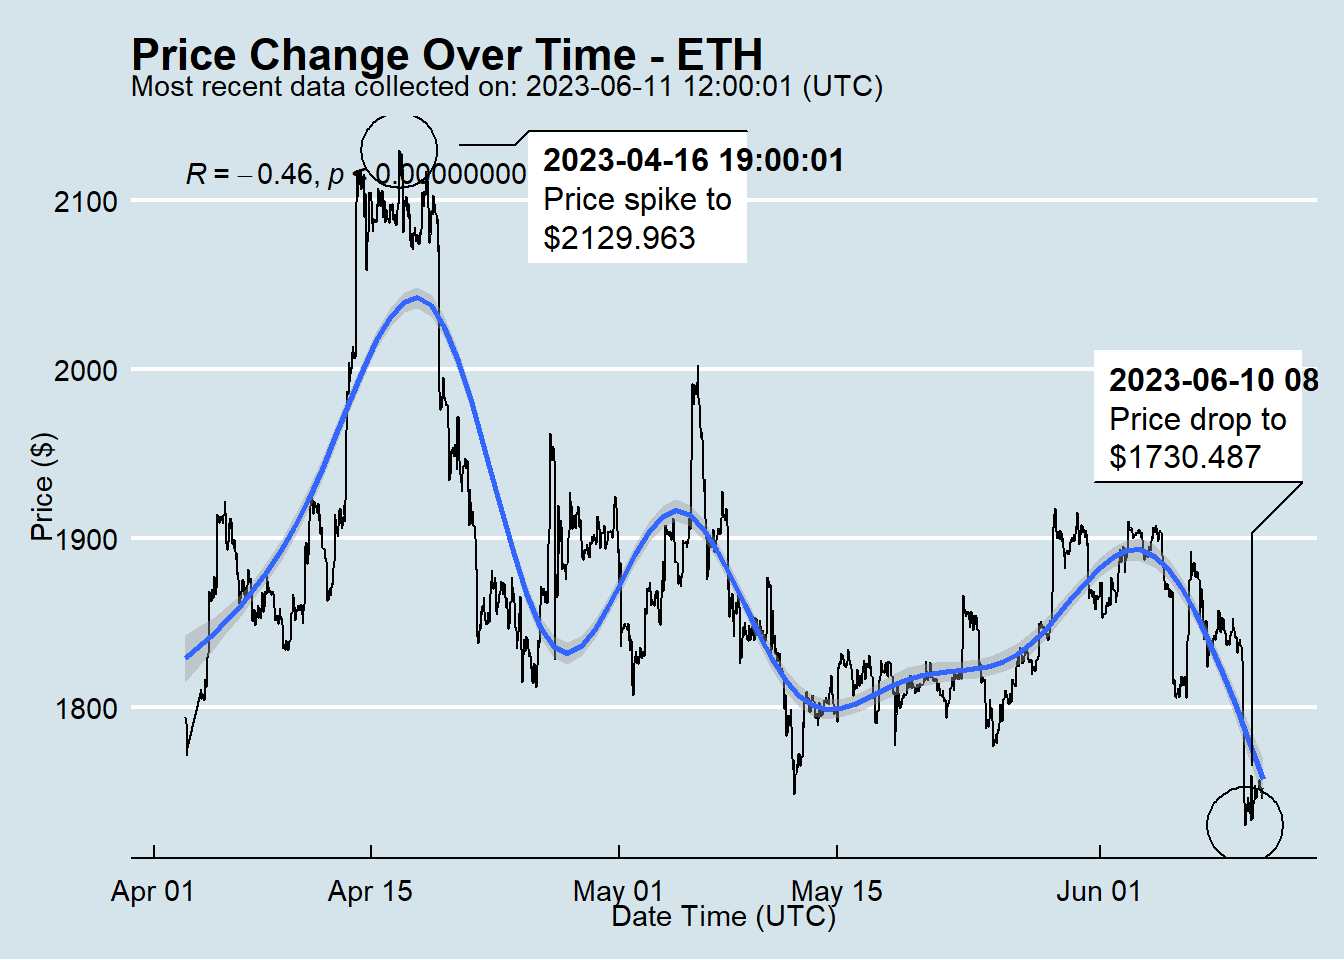 Price Change Over Time - ETH
Most recent data collected on: 2023-06-11 12:00:01 (UTC)
R = −0.46, p < 0.00000000
2023-04-16 19:00:01
Price spike to
$2129.963
2023-06-10 08
Price drop to
$1730.487
Price ($)
2100
2000
1900
1800
Apr 01
Apr 15
May 01
May 15
Jun 01
Date Time (UTC)